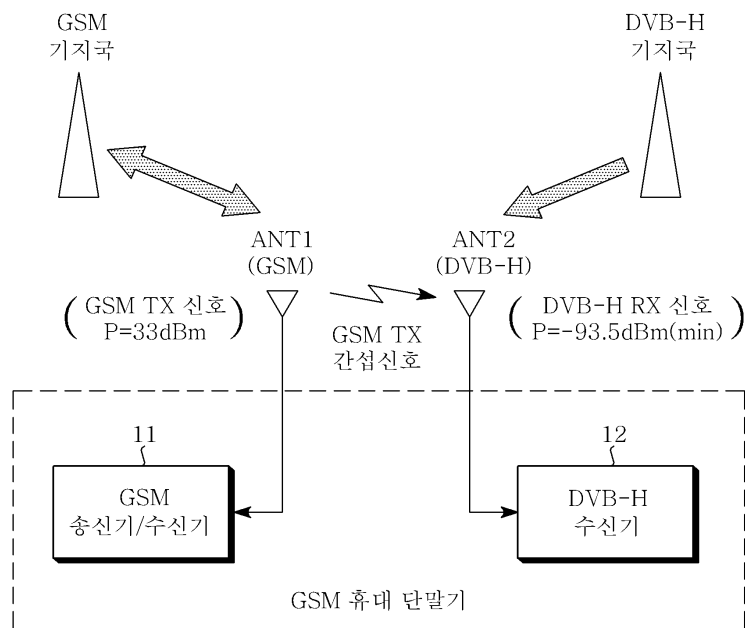 GSM
기지국
DVB-H
기지국
ANT1
(GSM)
ANT2
(DVB-H)
(GSM TX 신호
P=33dBm)
GSM TX
간섭신호
(DVB-H RX 신호
P=-93.5dBm(min))
11
GSM
송신기/수신기
12
DVB-H
수신기
GSM 휴대 단말기